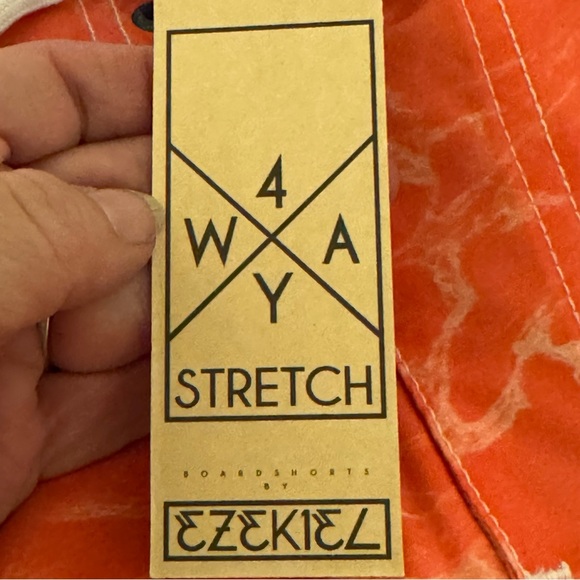 4
W A
Y
STRETCH
BOARDSHORTS
BY
EZEKIEL